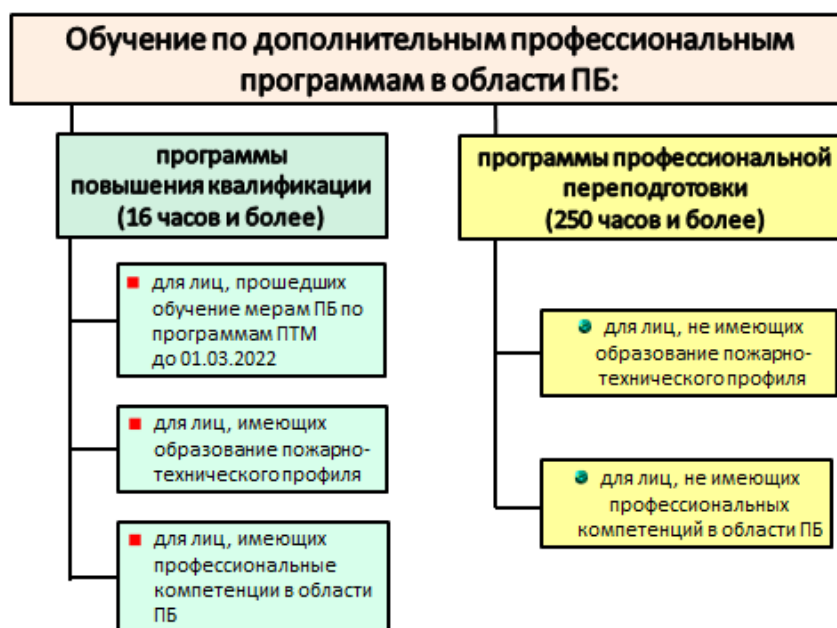 Обучение по дополнительным профессиональным
программам в области ПБ:
программы
повышения квалификации
(16 часов и более)
для лиц, прошедших
обучение мерам ПБ по
программам ПТМ
до 01.03.2022
для лиц, имеющих
образование пожарно-
технического профиля
для лиц, имеющих
профессиональные
компетенции в области
ПБ
программы профессиональной
переподготовки
(250 часов и более)
для лиц, не имеющих
образование пожарно-
технического профиля
для лиц, не имеющих
профессиональных
компетенций в области ПБ